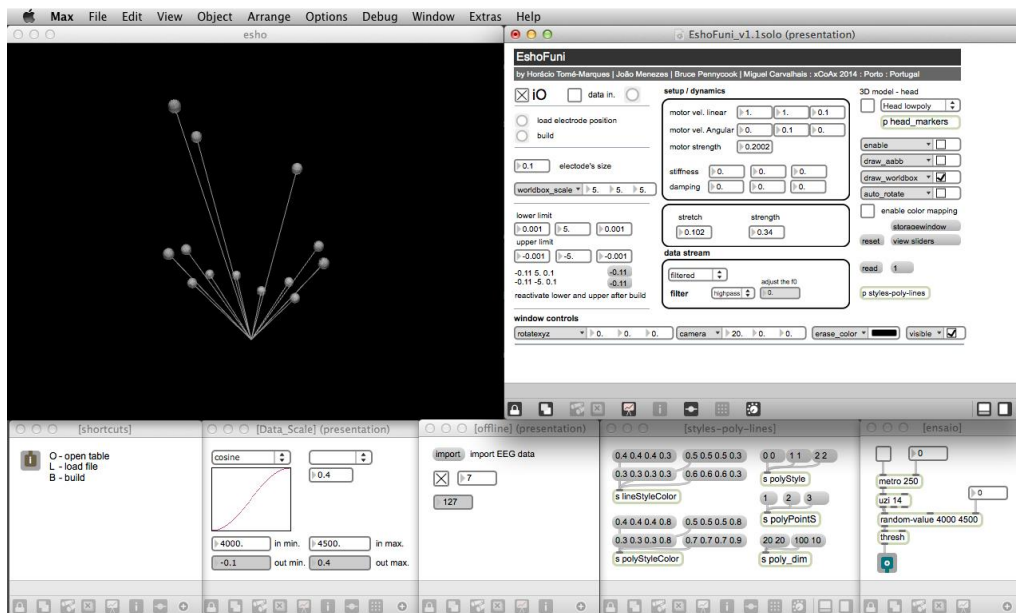 Max File Edit View Object Arrange Options Debug Window Extras Help
esho
EshoFuni_v1.1solo (presentation)
EshoFuni
by Horácio Tomé-Marques | João Menezes | Bruce Pennycook | Miguel Carvalhais : xCoAx 2014 : Porto : Portugal
iO data in.
load electrode position
build
0.1 electode's size
worldbox_scale 5. 5. 5.
lower limit
0.001 5. 0.001
upper limit
-0.001 -5. -0.001
-0.11 5. 0.1 -0.11
-0.11 -5. 0.1 -0.11
reactivate lower and upper after build
setup / dynamics
motor vel. linear 1. 1. 0.1
motor vel. Angular 0. 0.1 0.
motor strength 0.2002
stiffness 0. 0. 0.
damping 0. 0. 0.
stretch strength
0.102 0.34
data stream
filtered
adjust the f0
filter highpass 0.
3D model - head
Head lowpoly
p head_markers
enable
draw_aabb
draw_worldbox
auto_rotate
enable color mapping
storagewindow
reset view sliders
read 1
p styles-poly-lines
window controls
rotatexyz 0. 0. 0. camera 20. 0. 0. erase_color visible
[shortcuts]
O - open table
L - load file
B - build
[Data_Scale] (presentation)
cosine
0.4
4000. in min. 4500. in max.
-0.1 out min. 0.4 out max.
[offline] (presentation)
import import EEG data
7
127
[styles-poly-lines]
0.4 0.4 0.4 0.3 0.5 0.5 0.5 0.3 0 0 1 1 2 2
0.3 0.3 0.3 0.3 0.6 0.6 0.6 0.3 s polyStyle
s lineStyleColor 1 2 3
0.4 0.4 0.4 0.8 0.5 0.5 0.5 0.8 s polyPointS
0.3 0.3 0.3 0.8 0.7 0.7 0.7 0.9 20 20 100 10
s polyStyleColor s poly_dim
[ensaio]
0
metro 250
uzi 14 0
random-value 4000 4500
thresh